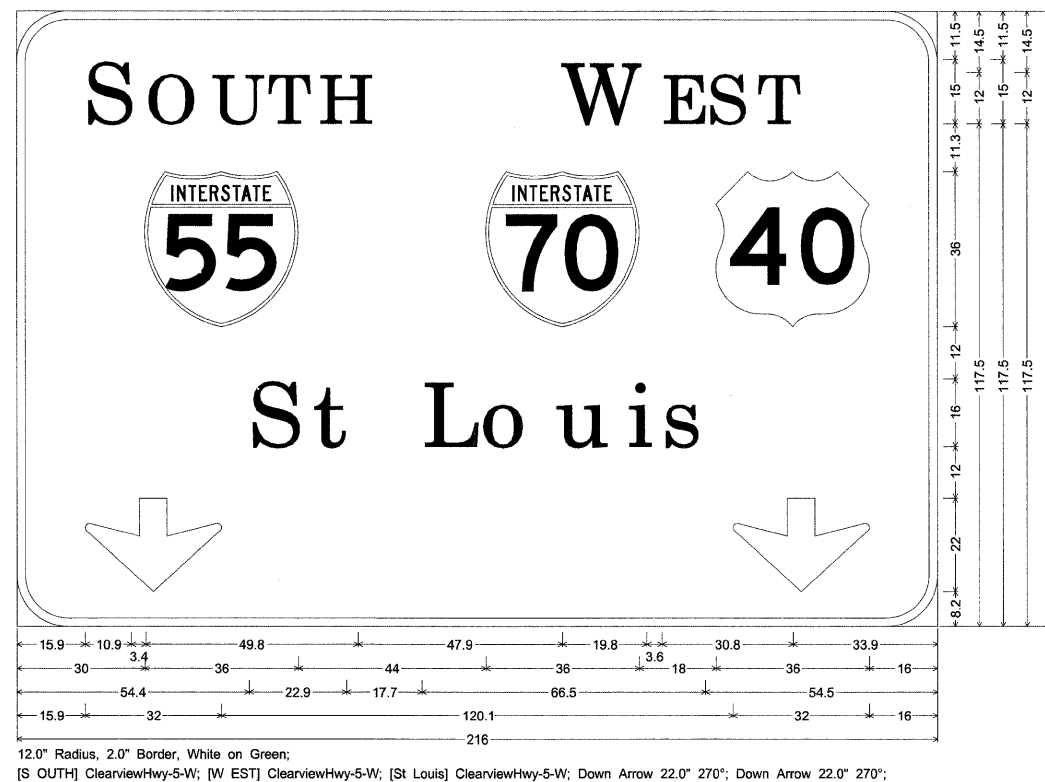 SOUTH WEST
INTERSTATE INTERSTATE
55 70 40
St Louis
11.5 14.5 11.5 14.5
15 12 15 12
11.3
36
12 117.5 117.5 117.5
16
12
22
8.2
15.9 10.9 49.8 47.9 19.8 30.8 33.9
3.4 3.6
30 36 44 36 18 36 16
54.4 22.9 17.7 66.5 54.5
15.9 32 120.1 32 16
216
12.0" Radius, 2.0" Border, White on Green;
[S OUTH] ClearviewHwy-5-W; [W EST] ClearviewHwy-5-W; [St Louis] ClearviewHwy-5-W; Down Arrow 22.0" 270°; Down Arrow 22.0" 270°;